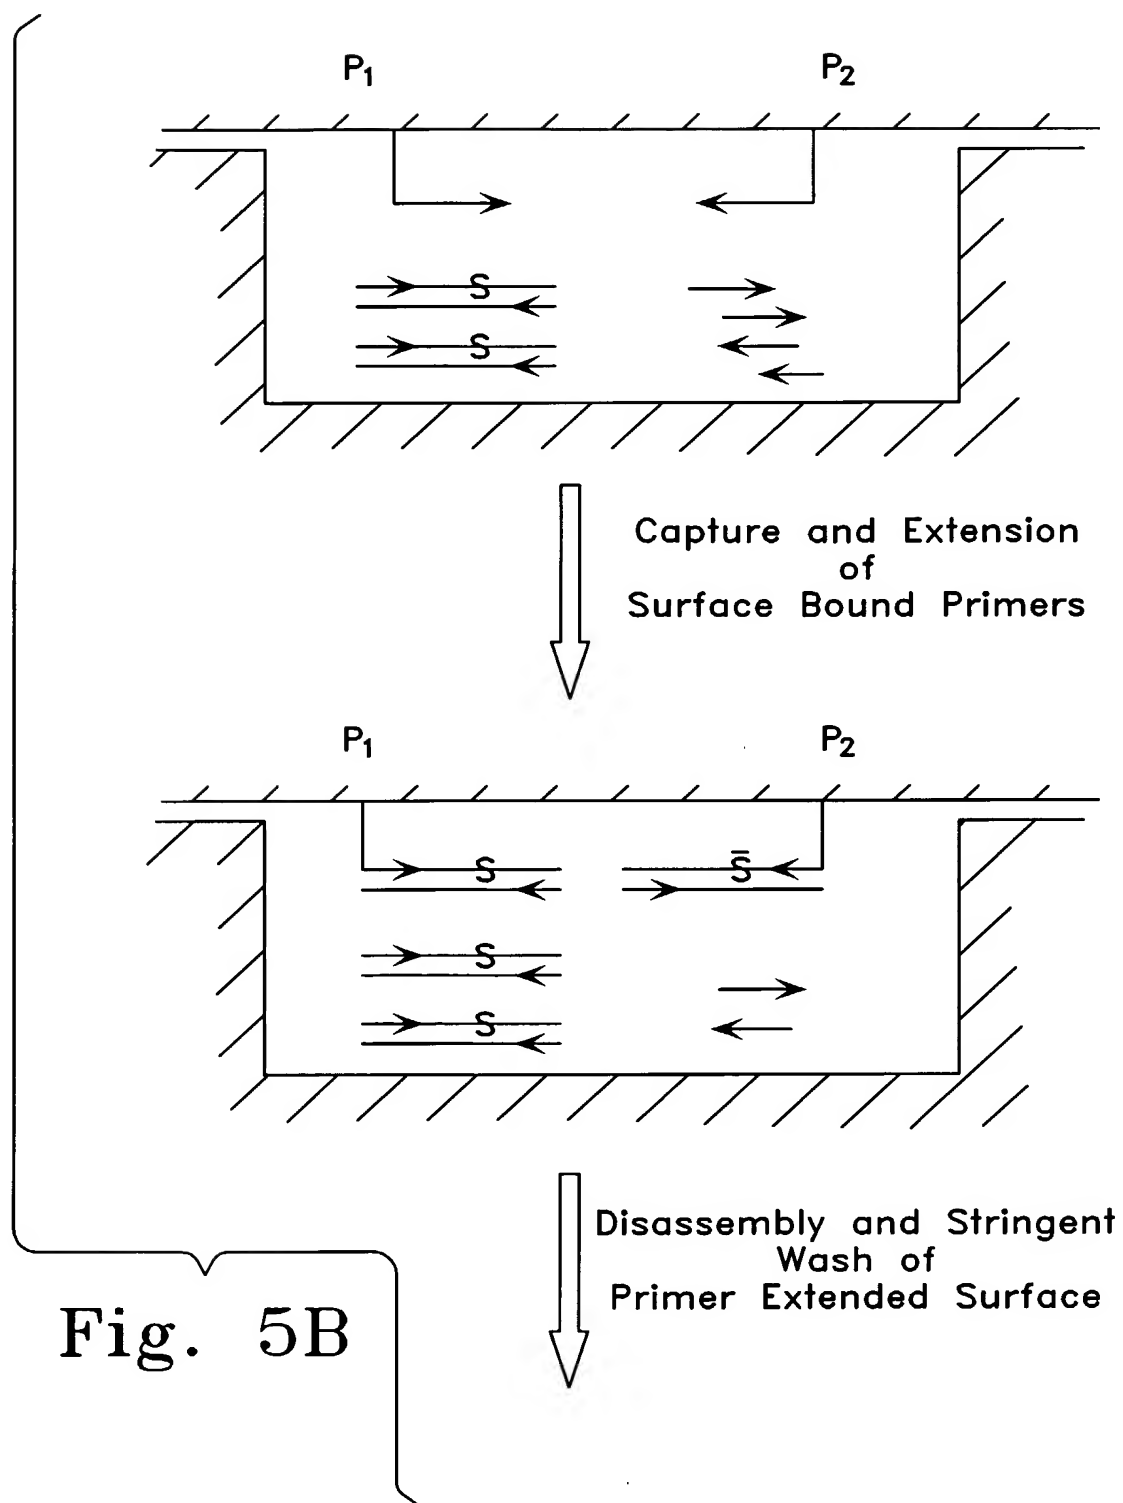 P1 P2
S
S
Capture and Extension
of
Surface Bound Primers
P1 P2
S S̄
S
S
Disassembly and Stringent
Wash of
Primer Extended Surface
Fig. 5B